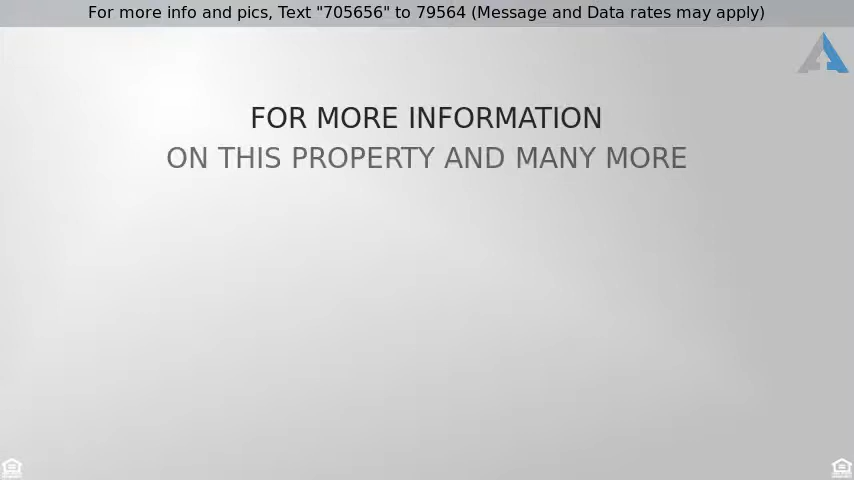 For more info and pics, Text "705656" to 79564 (Message and Data rates may apply)
FOR MORE INFORMATION
ON THIS PROPERTY AND MANY MORE